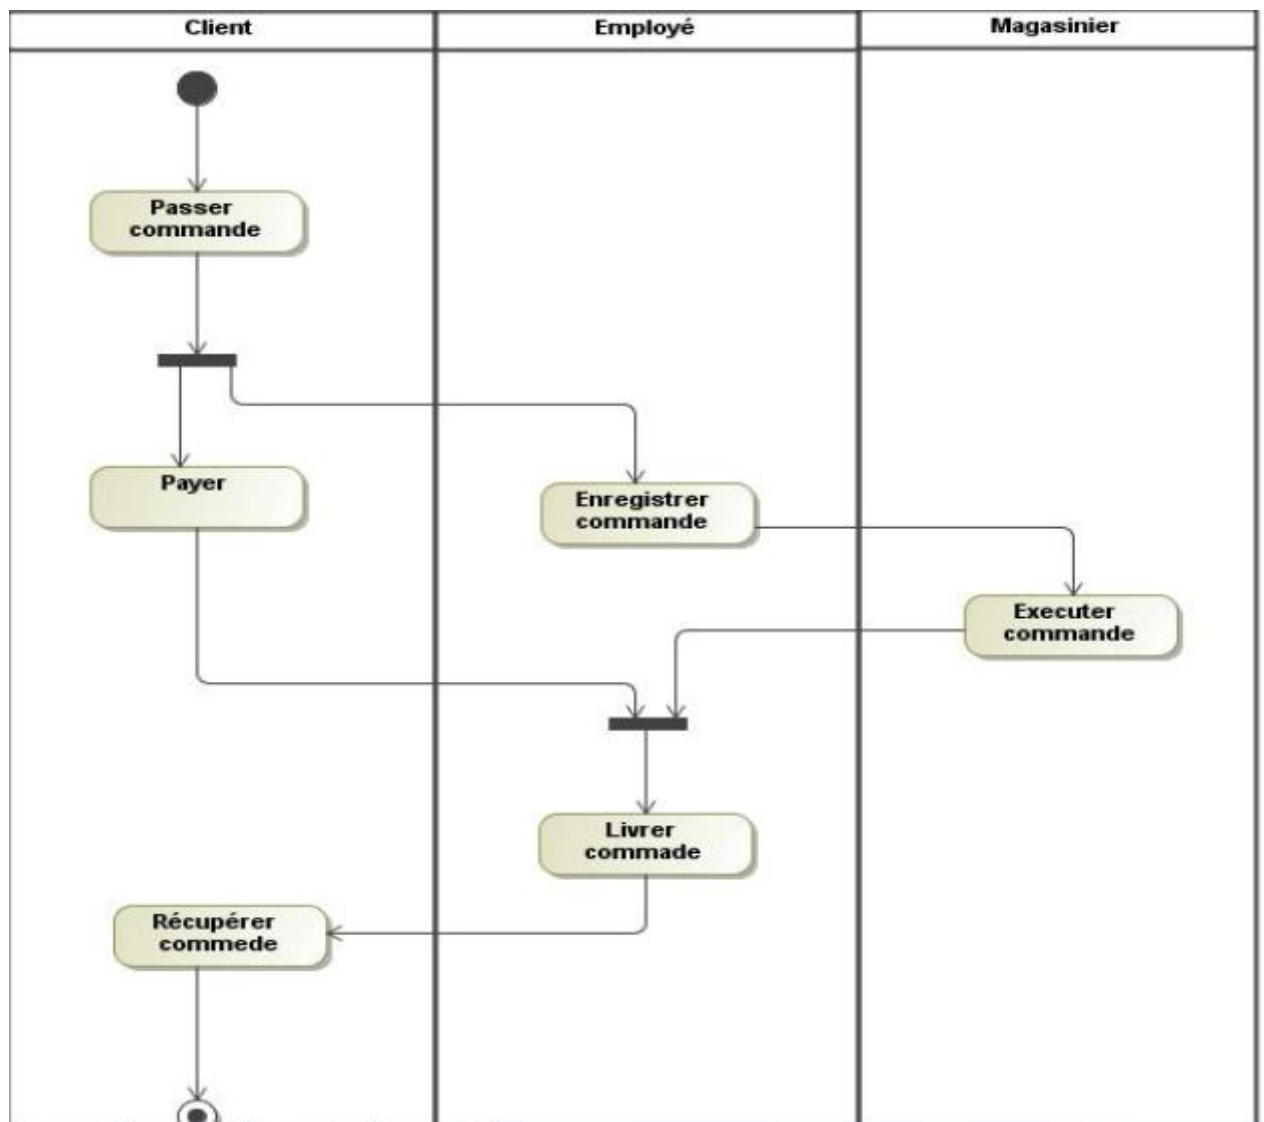 Client
Employé
Magasinier
Passer
commande
Payer
Enregistrer
commande
Executer
commande
Livrer
commade
Récupérer
commede